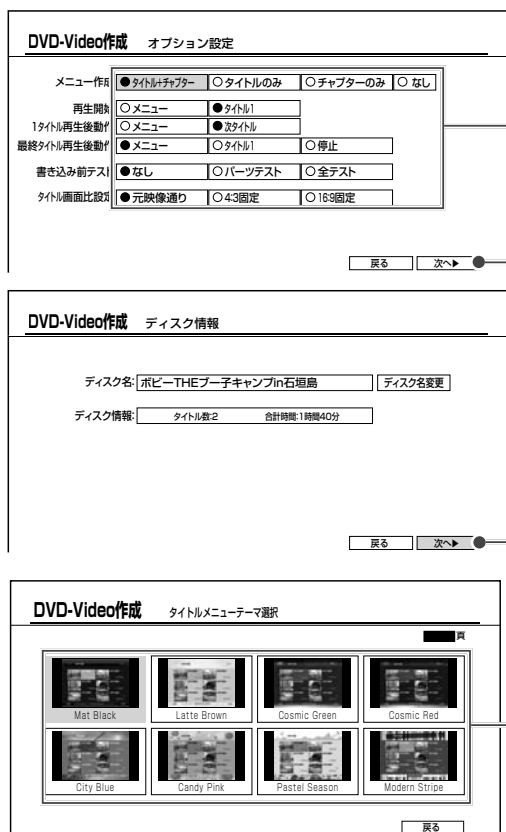 DVD-Video作成 オプション設定
メニュー作成 ●タイトル+チャプター ○タイトルのみ ○チャプターのみ ○なし
再生開始 ○メニュー ●タイトル1
1タイトル再生後動作 ○メニュー ●次タイトル
最終タイトル再生後動作 ●メニュー ○タイトル1 ○停止
書き込み前テスト ●なし ○パーツテスト ○全テスト
タイトル画面比設定 ●元映像通り ○4:3固定 ○16:9固定
戻る 次へ▶
DVD-Video作成 ディスク情報
ディスク名: ボビーTHEブー子キャンプin石垣島 ディスク名変更
ディスク情報: タイトル数:2 合計時間:1時間40分
戻る 次へ▶
DVD-Video作成 タイトルメニューテーマ選択
頁
Mat Black Latte Brown Cosmic Green Cosmic Red
City Blue Candy Pink Pastel Season Modern Stripe
戻る